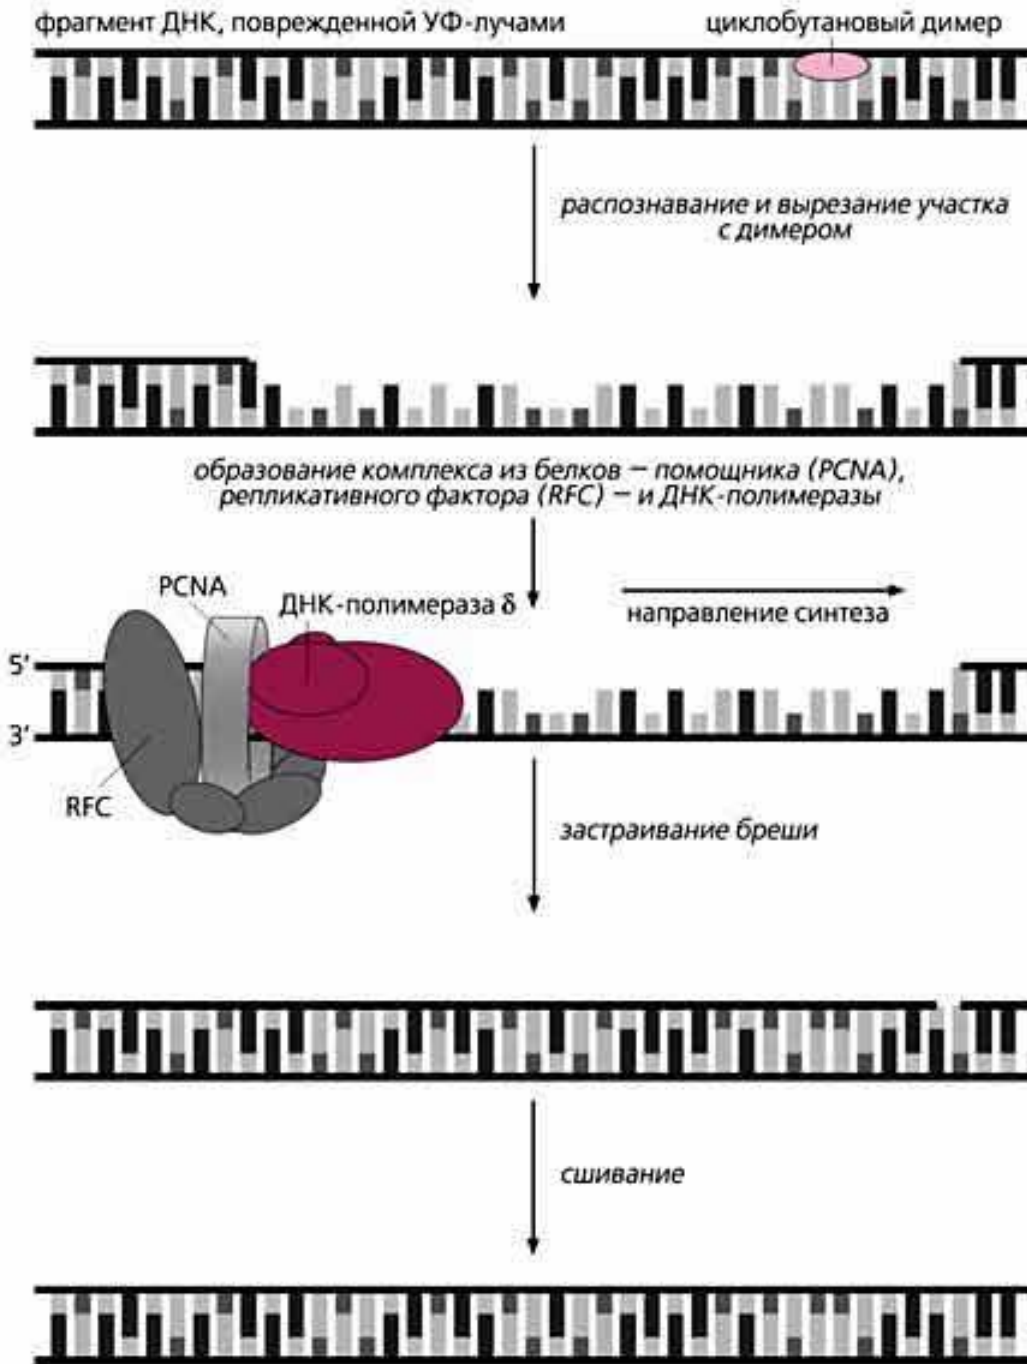 фрагмент ДНК, поврежденной УФ-лучами
циклобутановый димер
распознавание и вырезание участка
с димером
образование комплекса из белков – помощника (PCNA),
репликативного фактора (RFC) – и ДНК-полимеразы
PCNA
ДНК-полимераза δ
направление синтеза
5′
3′
RFC
застраивание бреши
сшивание